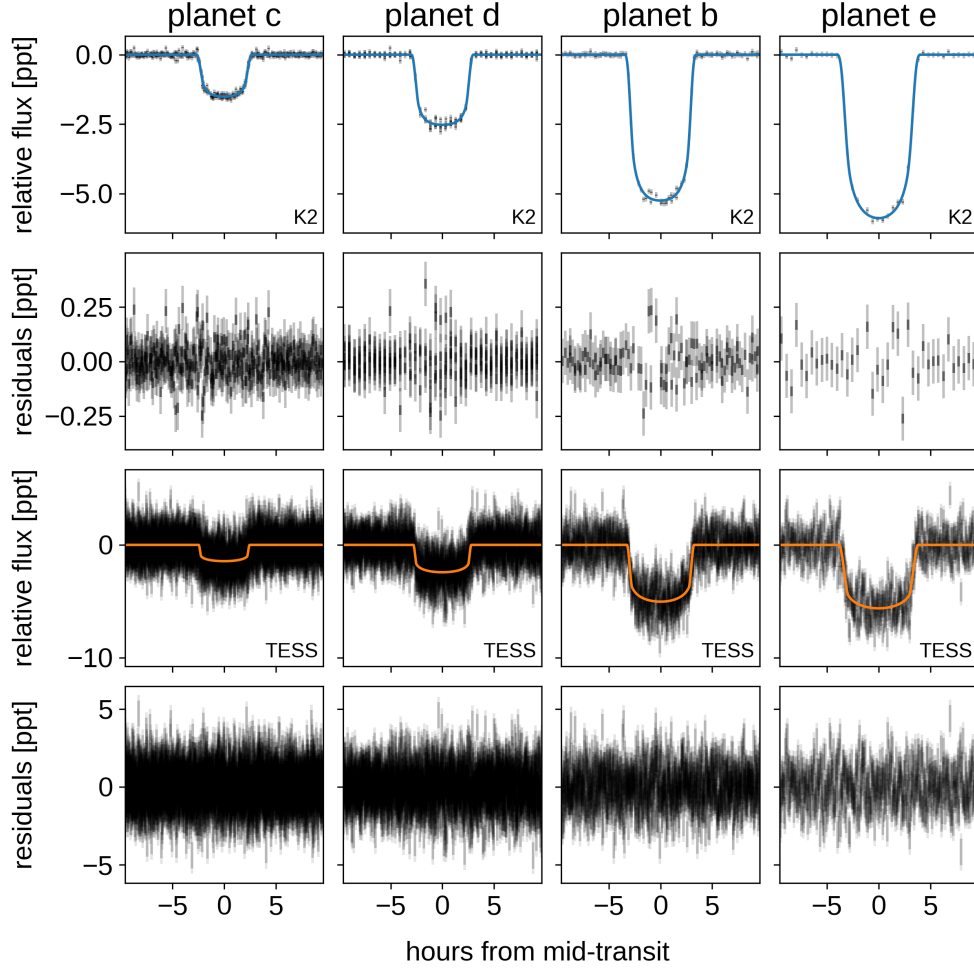 planet c planet d planet b planet e
relative flux [ppt]
0.0
−2.5
−5.0
K2 K2 K2 K2
residuals [ppt]
0.25
0.00
−0.25
relative flux [ppt]
0
−10
TESS TESS TESS TESS
residuals [ppt]
5
0
−5
−5 0 5 −5 0 5 −5 0 5 −5 0 5
hours from mid-transit